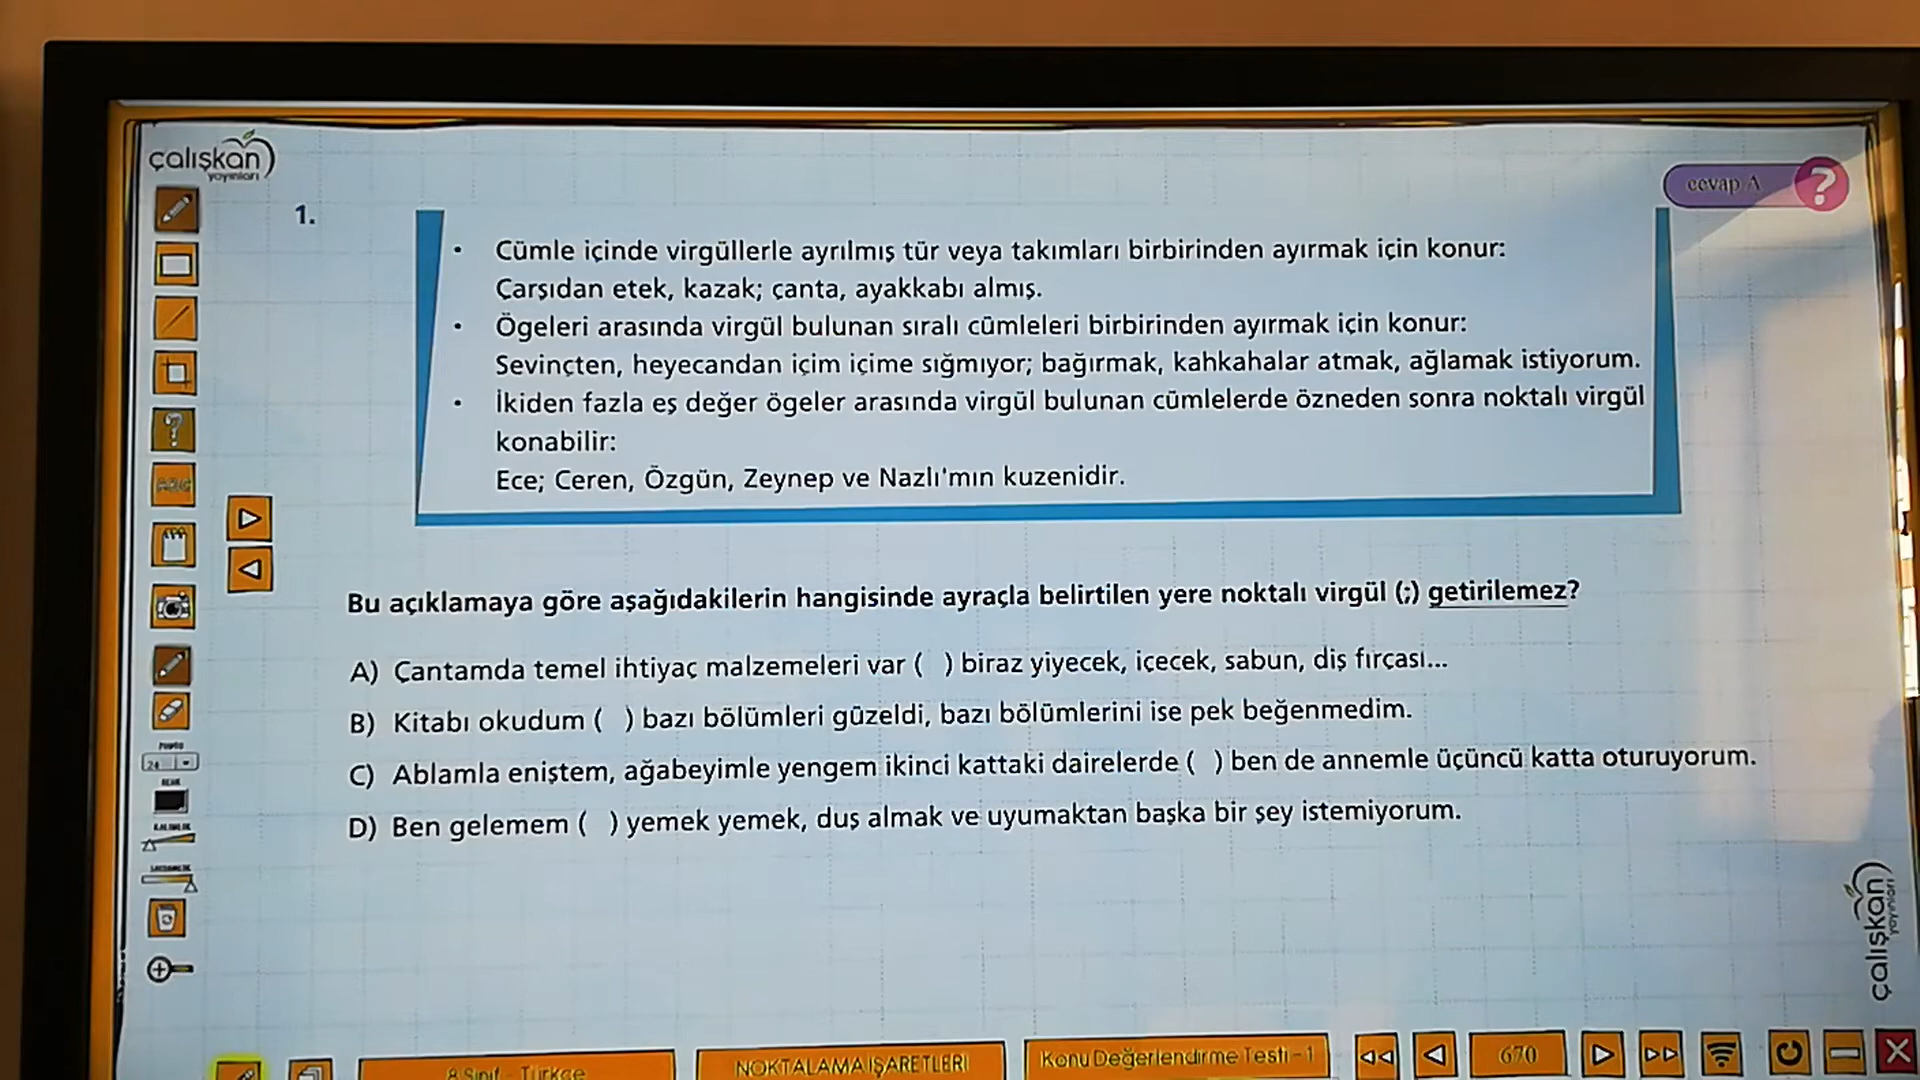 çalışkan
yayınları
cevap A
?
1.
• Cümle içinde virgüllerle ayrılmış tür veya takımları birbirinden ayırmak için konur:
Çarşıdan etek, kazak; çanta, ayakkabı almış.
• Ögeleri arasında virgül bulunan sıralı cümleleri birbirinden ayırmak için konur:
Sevinçten, heyecandan içim içime sığmıyor; bağırmak, kahkahalar atmak, ağlamak istiyorum.
• İkiden fazla eş değer ögeler arasında virgül bulunan cümlelerde özneden sonra noktalı virgül
konabilir:
Ece; Ceren, Özgün, Zeynep ve Nazlı'mın kuzenidir.
Bu açıklamaya göre aşağıdakilerin hangisinde ayraçla belirtilen yere noktalı virgül (;) getirilemez?
A) Çantamda temel ihtiyaç malzemeleri var ( ) biraz yiyecek, içecek, sabun, diş fırçası...
B) Kitabı okudum ( ) bazı bölümleri güzeldi, bazı bölümlerini ise pek beğenmedim.
C) Ablamla eniştem, ağabeyimle yengem ikinci kattaki dairelerde ( ) ben de annemle üçüncü katta oturuyorum.
D) Ben gelemem ( ) yemek yemek, duş almak ve uyumaktan başka bir şey istemiyorum.
?
ABC
24
çalışkan
yayınları
8.Sınıf - Türkçe
NOKTALAMA İŞARETLERİ
Konu Değerlendirme Testi - 1
670